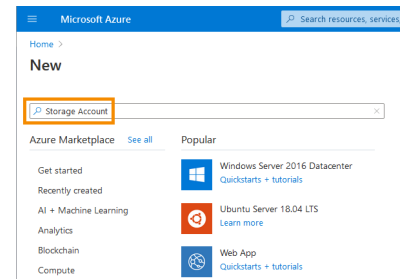 Microsoft Azure
Search resources, services,
Home >
New
Storage Account
Azure Marketplace See all
Popular
Get started
Recently created
AI + Machine Learning
Analytics
Blockchain
Compute
Windows Server 2016 Datacenter
Quickstarts + tutorials
Ubuntu Server 18.04 LTS
Learn more
Web App
Quickstarts + tutorials